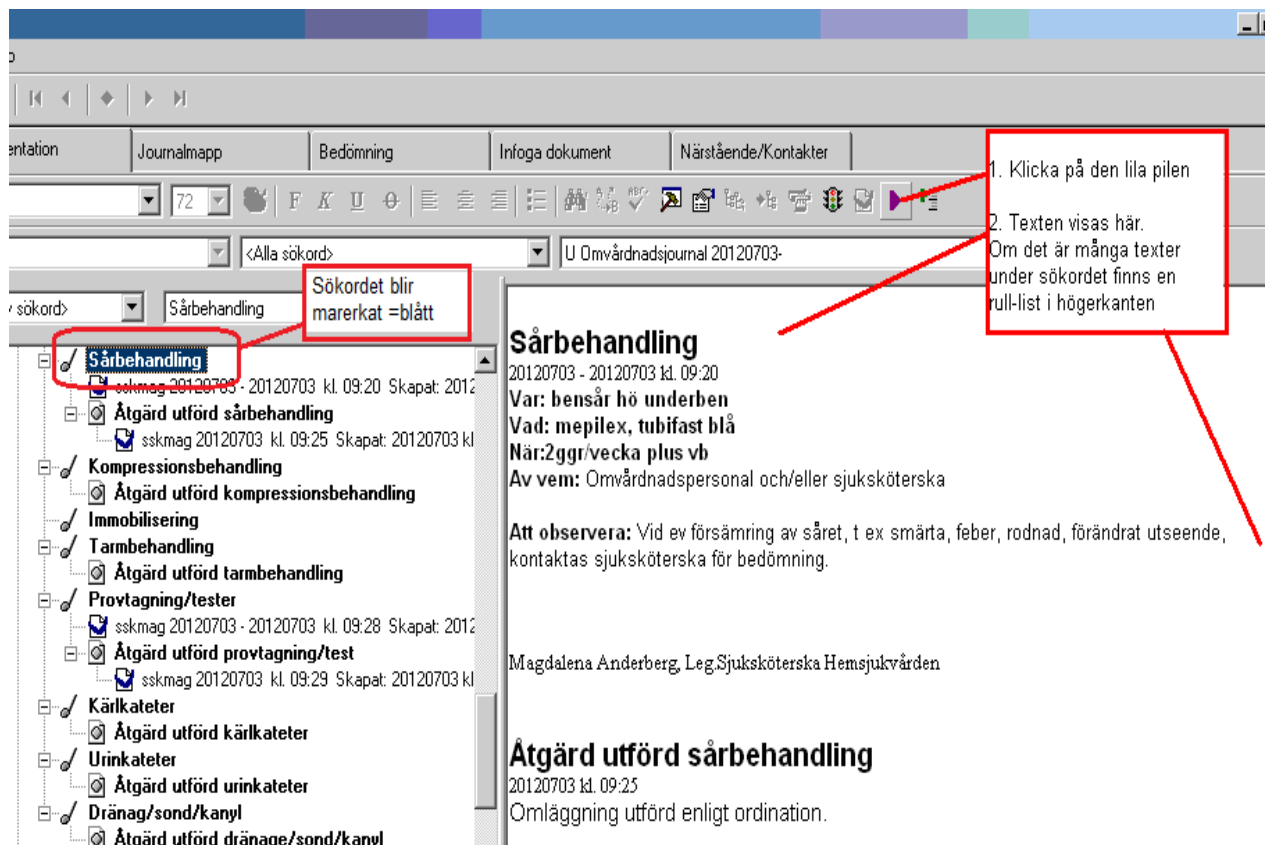 entation Journalmapp Bedömning Infoga dokument Närstående/Kontakter
72 F K U O
<Alla sökord> U Omvårdnadsjournal 20120703-
sökord> Sårbehandling
Sökordet blir
marerkat =blått
1. Klicka på den lila pilen
2. Texten visas här.
Om det är många texter
under sökordet finns en
rull-list i högerkanten
Sårbehandling
sskmag 20120703 - 20120703 kl. 09:20 Skapat: 2012
Åtgärd utförd sårbehandling
sskmag 20120703 kl. 09:25 Skapat: 20120703 kl
Kompressionsbehandling
Åtgärd utförd kompressionsbehandling
Immobilisering
Tarmbehandling
Åtgärd utförd tarmbehandling
Provtagning/tester
sskmag 20120703 - 20120703 kl. 09:28 Skapat: 2012
Åtgärd utförd provtagning/test
sskmag 20120703 kl. 09:29 Skapat: 20120703 kl
Kärlkateter
Åtgärd utförd kärlkateter
Urinkateter
Åtgärd utförd urinkateter
Dränag/sond/kanyl
Åtgärd utförd dränage/sond/kanyl
Sårbehandling
20120703 - 20120703 kl. 09:20
Var: bensår hö underben
Vad: mepilex, tubifast blå
När:2ggr/vecka plus vb
Av vem: Omvårdnadspersonal och/eller sjuksköterska
Att observera: Vid ev försämring av såret, t ex smärta, feber, rodnad, förändrat utseende,
kontaktas sjuksköterska för bedömning.
Magdalena Anderberg, Leg.Sjuksköterska Hemsjukvården
Åtgärd utförd sårbehandling
20120703 kl. 09:25
Omläggning utförd enligt ordination.